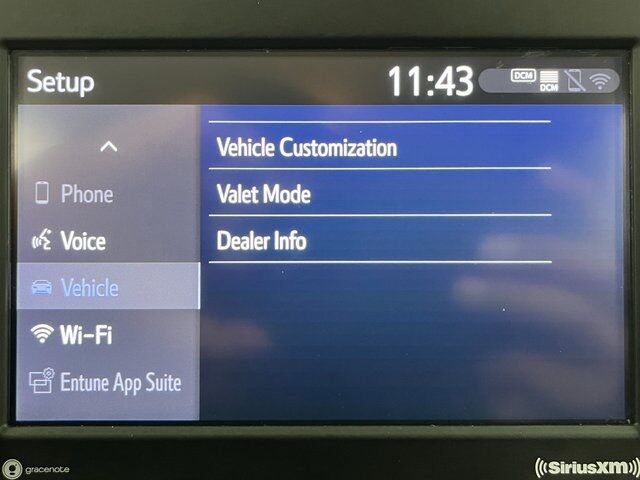 Setup
11:43
DCM
DCM
Vehicle Customization
Phone
Valet Mode
Voice
Dealer Info
Vehicle
Wi-Fi
Entune App Suite
gracenote
((SiriusXM))